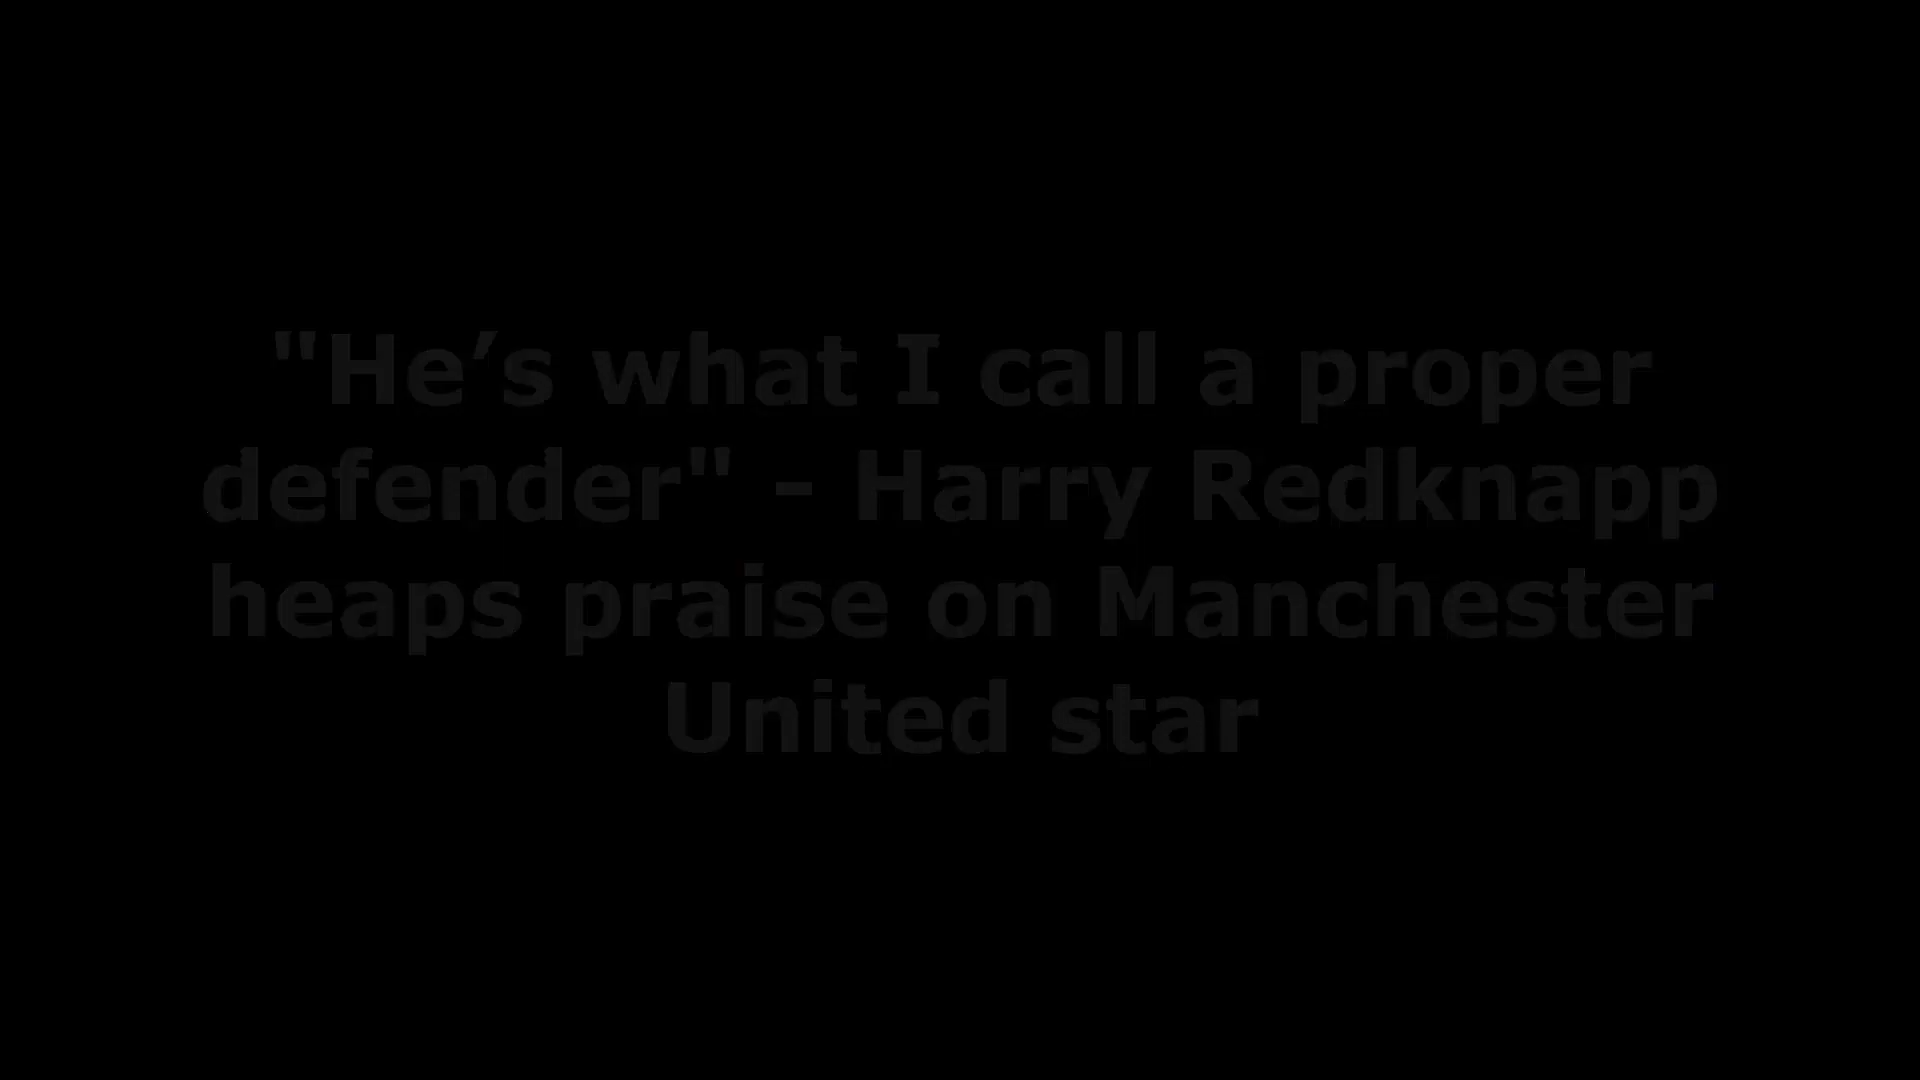 "He’s what I call a proper
defender" - Harry Redknapp
heaps praise on Manchester
United star